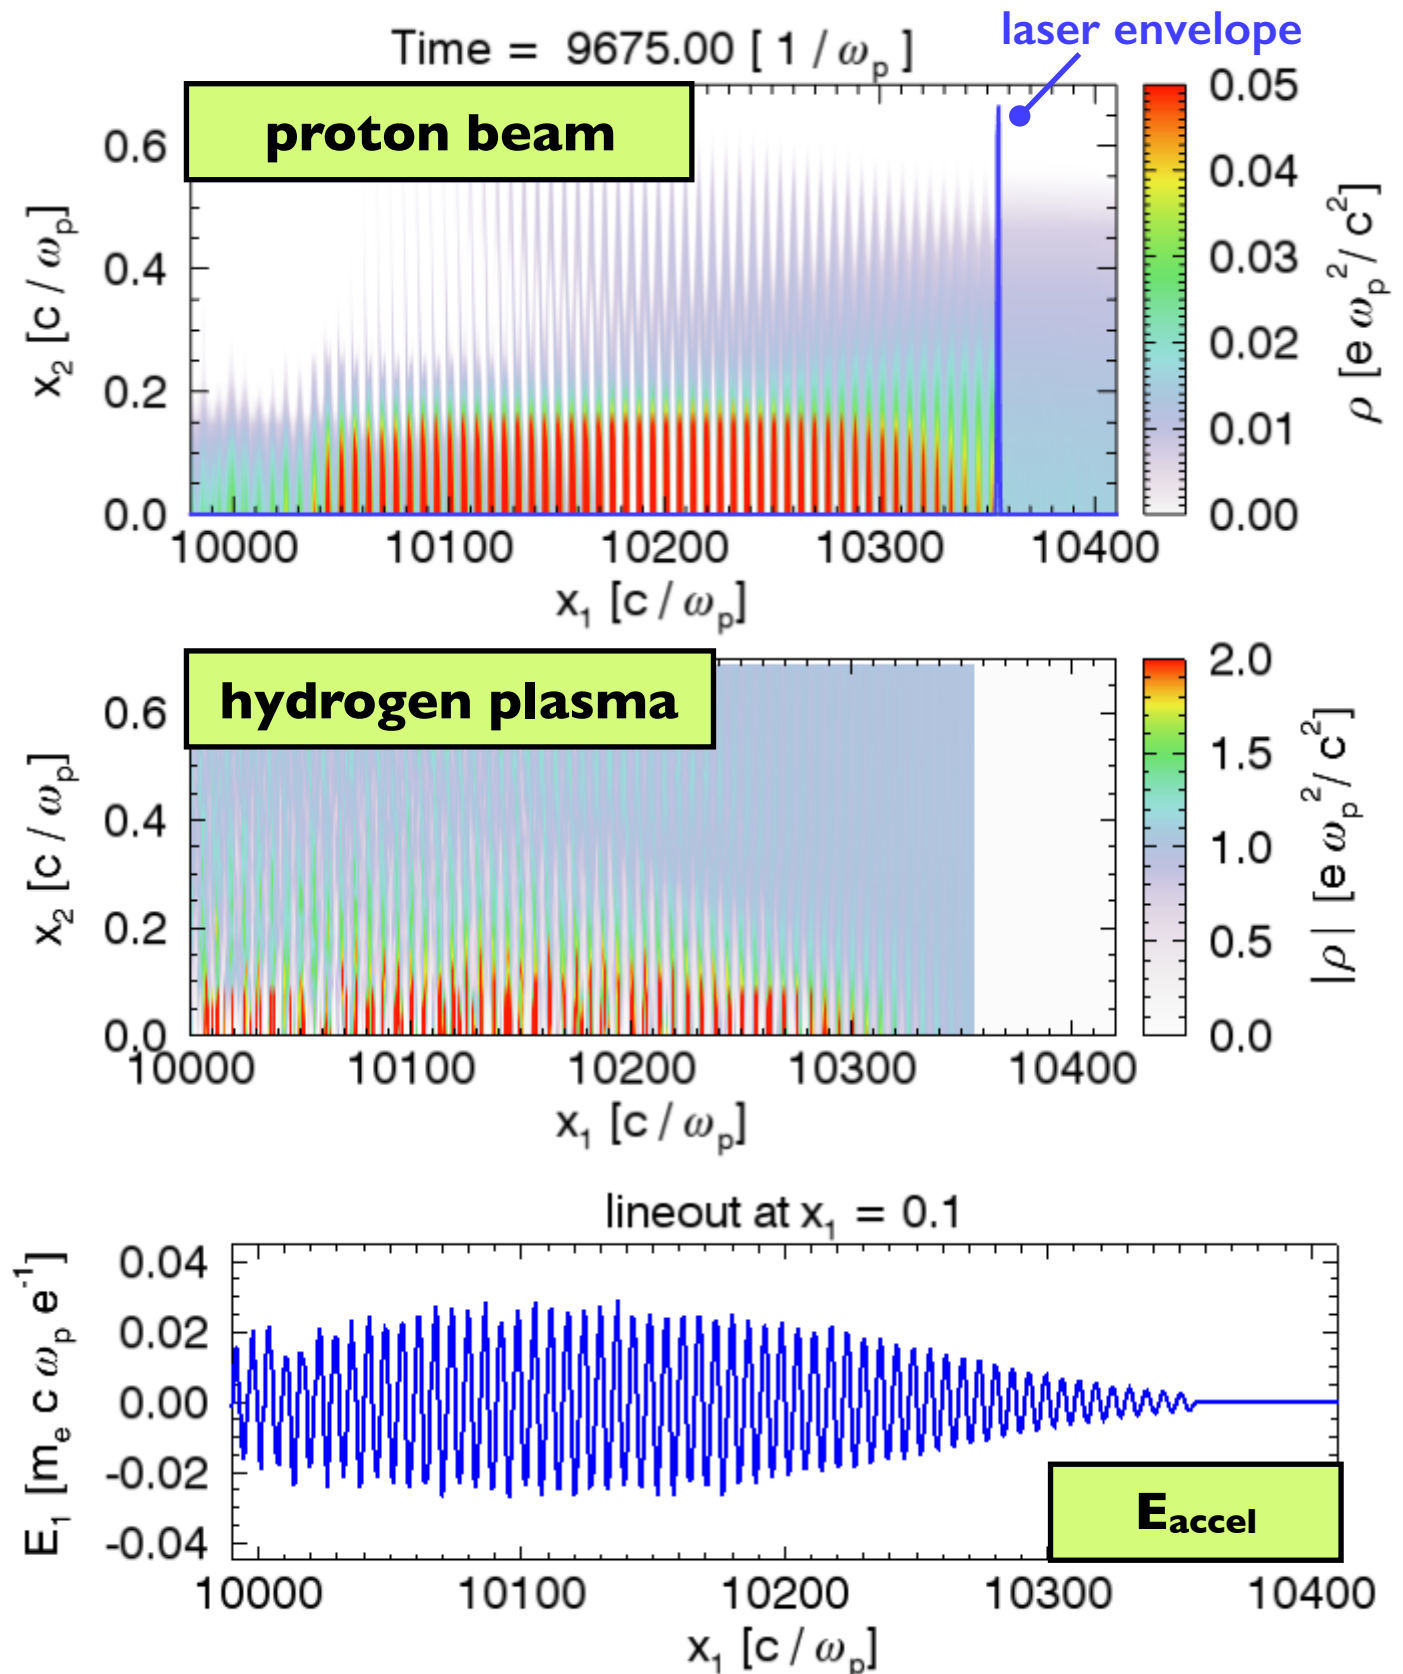 laser envelope
Time = 9675.00 [ 1 / ωₚ ]
proton beam
x₂ [c / ωₚ]
0.6
0.4
0.2
0.0
10000 10100 10200 10300 10400
x₁ [c / ωₚ]
0.05
0.04
0.03
0.02
0.01
0.00
ρ [e ωₚ²/ c²]
hydrogen plasma
x₂ [c / ωₚ]
0.6
0.4
0.2
0.0
10000 10100 10200 10300 10400
x₁ [c / ωₚ]
2.0
1.5
1.0
0.5
0.0
|ρ| [e ωₚ²/ c²]
lineout at x₁ = 0.1
E₁ [mₑ c ωₚ e⁻¹]
0.04
0.02
0.00
-0.02
-0.04
E_accel
10000 10100 10200 10300 10400
x₁ [c / ωₚ]